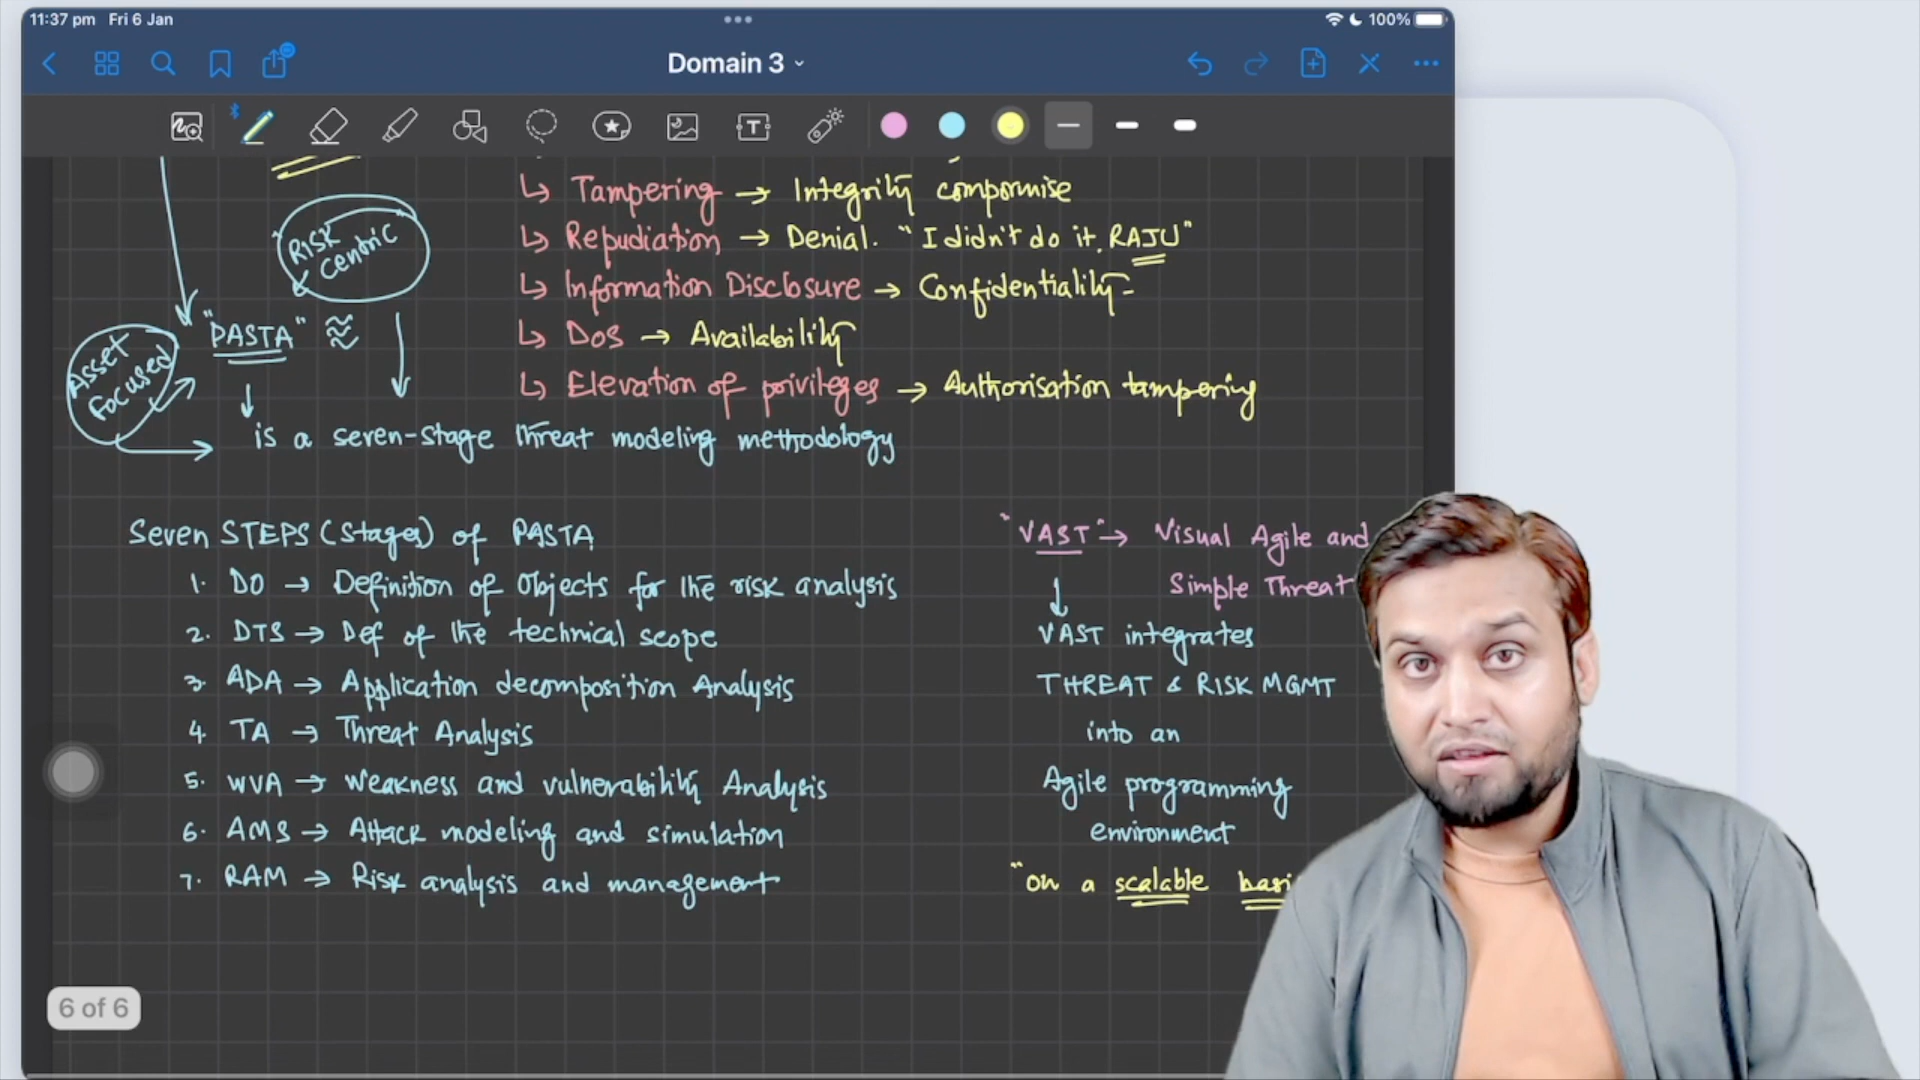 11:37 pm Fri 6 Jan
100%
Domain 3
↳ Tampering → Integrity compormise
↳ Repudiation → Denial. "I didn't do it. RAJU"
↳ Information Disclosure → Confidentiality
↳ DoS → Availability
↳ Elevation of privileges → Authorisation tampering
RISK
Centric
"PASTA" ≈
Asset
Focused
is a seven-stage threat modeling methodology
Seven STEPS (Stages) of PASTA
1. DO → Definition of Objects for the risk analysis
2. DTS → Def of the technical scope
3. ADA → Application decomposition Analysis
4. TA → Threat Analysis
5. WVA → Weakness and vulnerability Analysis
6. AMS → Attack modeling and simulation
7. RAM → Risk analysis and management
"VAST" → Visual Agile and
Simple Threat
VAST integrates
THREAT & RISK MGMT
into an
Agile programming
environment
"on a scalable basi
6 of 6